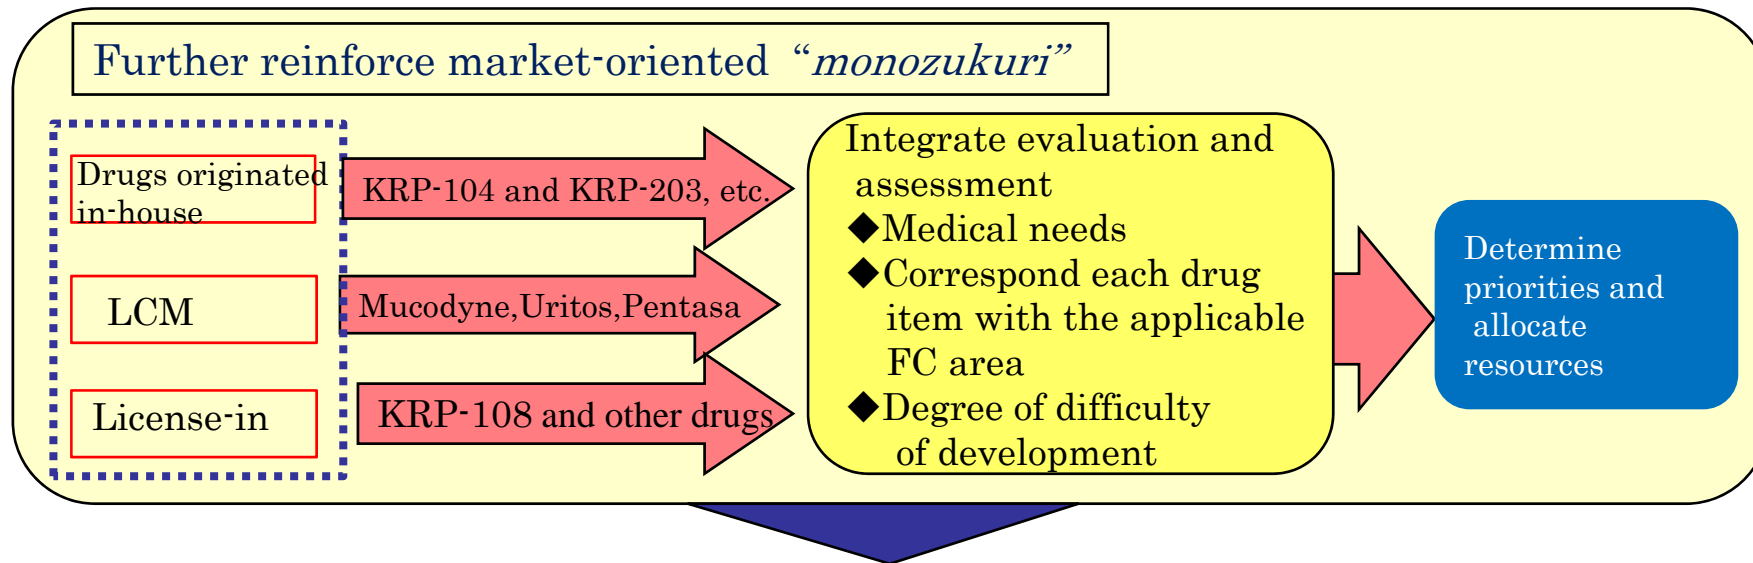 Further reinforce market-oriented “monozukuri”
Drugs originated
in-house
KRP-104 and KRP-203, etc.
LCM
Mucodyne,Uritos,Pentasa
License-in
KRP-108 and other drugs
Integrate evaluation and
assessment
◆Medical needs
◆Correspond each drug
item with the applicable
FC area
◆Degree of difficulty
of development
Determine
priorities and
allocate
resources